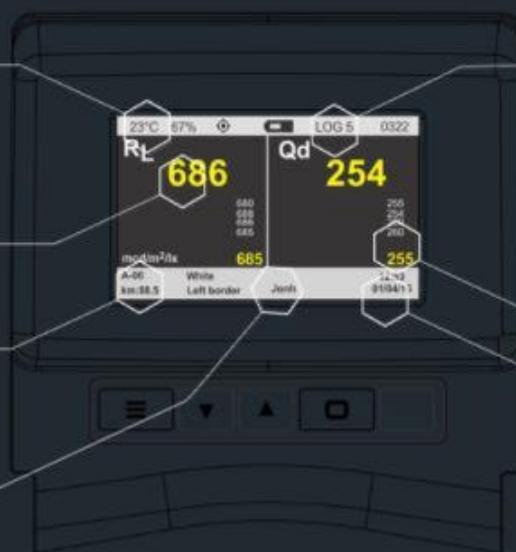 23°C 67% LOG 5 0322
RL Qd
686 254
680 255
688 254
686
685 260
mcd/m²/lx 685 255
A-06 White
km:88.5 Left border Jonh